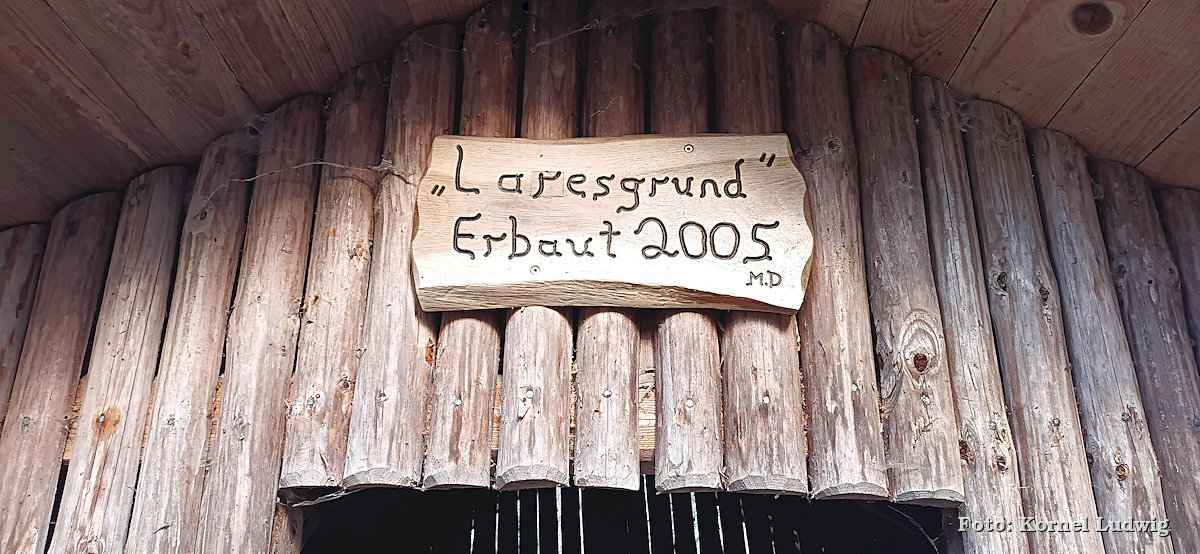 „Laresgrund”
Erbaut 2005
M.D
Foto: Kornel Ludwig